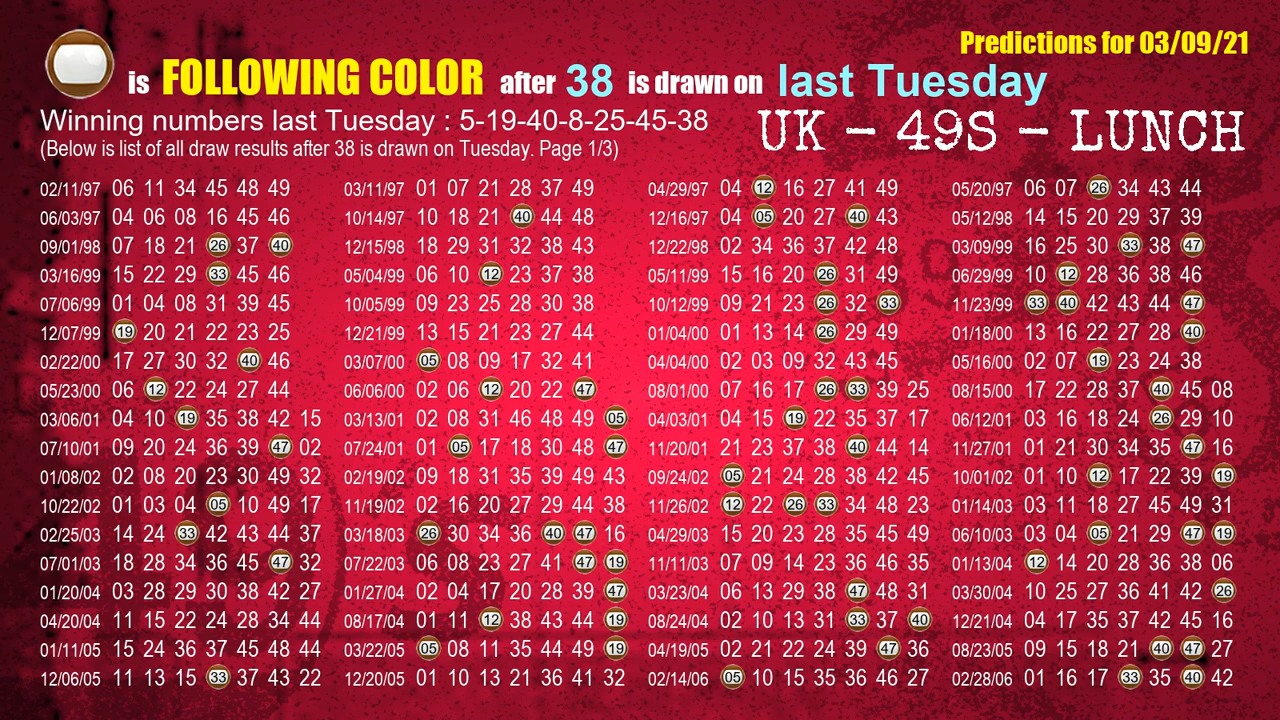 Predictions for 03/09/21
is FOLLOWING COLOR after 38 is drawn on last Tuesday
Winning numbers last Tuesday : 5-19-40-8-25-45-38
UK - 49S - LUNCH
(Below is list of all draw results after 38 is drawn on Tuesday. Page 1/3)
02/11/97 06 11 34 45 48 49 03/11/97 01 07 21 28 37 49 04/29/97 04 12 16 27 41 49 05/20/97 06 07 26 34 43 44
06/03/97 04 06 08 16 45 46 10/14/97 10 18 21 40 44 48 12/16/97 04 05 20 27 40 43 05/12/98 14 15 20 29 37 39
09/01/98 07 18 21 26 37 40 12/15/98 18 29 31 32 38 43 12/22/98 02 34 36 37 42 48 03/09/99 16 25 30 33 38 47
03/16/99 15 22 29 33 45 46 05/04/99 06 10 12 23 37 38 05/11/99 15 16 20 26 31 49 06/29/99 10 12 28 36 38 46
07/06/99 01 04 08 31 39 45 10/05/99 09 23 25 28 30 38 10/12/99 09 21 23 26 32 33 11/23/99 33 40 42 43 44 47
12/07/99 19 20 21 22 23 25 12/21/99 13 15 21 23 27 44 01/04/00 01 13 14 26 29 49 01/18/00 13 16 22 27 28 40
02/22/00 17 27 30 32 40 46 03/07/00 05 08 09 17 32 41 04/04/00 02 03 09 32 43 45 05/16/00 02 07 19 23 24 38
05/23/00 06 12 22 24 27 44 06/06/00 02 06 12 20 22 47 08/01/00 07 16 17 26 33 39 25 08/15/00 17 22 28 37 40 45 08
03/06/01 04 10 19 35 38 42 15 03/13/01 02 08 31 46 48 49 05 04/03/01 04 15 19 22 35 37 17 06/12/01 03 16 18 24 26 29 10
07/10/01 09 20 24 36 39 47 02 07/24/01 01 05 17 18 30 48 47 11/20/01 21 23 37 38 40 44 14 11/27/01 01 21 30 34 35 47 16
01/08/02 02 08 20 23 30 49 32 02/19/02 09 18 31 35 39 49 43 09/24/02 05 21 24 28 38 42 45 10/01/02 01 10 12 17 22 39 19
10/22/02 01 03 04 05 10 49 17 11/19/02 02 16 20 27 29 44 38 11/26/02 12 22 26 33 34 48 23 01/14/03 03 11 18 27 45 49 31
02/25/03 14 24 33 42 43 44 37 03/18/03 26 30 34 36 40 47 16 04/29/03 15 20 23 28 35 45 49 06/10/03 03 04 05 21 29 47 19
07/01/03 18 28 34 36 45 47 32 07/22/03 06 08 23 27 41 47 19 11/11/03 07 09 14 23 36 46 35 01/13/04 12 14 20 28 36 38 06
01/20/04 03 28 29 30 38 42 27 01/27/04 02 04 17 20 28 39 47 03/23/04 06 13 29 38 47 48 31 03/30/04 10 25 27 36 41 42 26
04/20/04 11 15 22 24 28 34 44 08/17/04 01 11 12 38 43 44 19 08/24/04 02 10 13 31 33 37 40 12/21/04 04 17 35 37 42 45 16
01/11/05 15 24 36 37 45 48 44 03/22/05 05 08 11 35 44 49 19 04/19/05 02 21 22 24 39 47 36 08/23/05 09 15 18 21 40 47 27
12/06/05 11 13 15 33 37 43 22 12/20/05 01 10 13 21 36 41 32 02/14/06 05 10 15 35 36 46 27 02/28/06 01 16 17 33 35 40 42